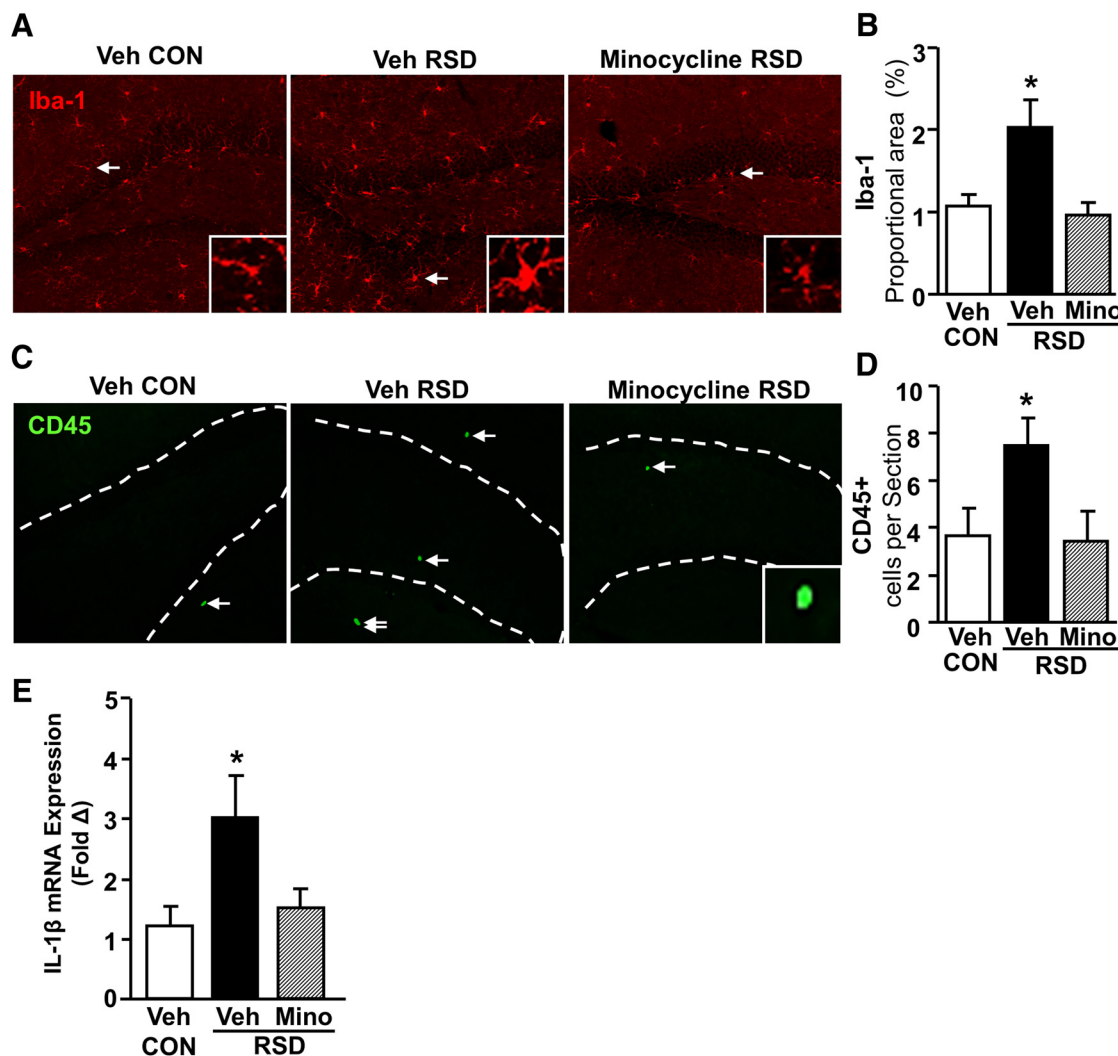 A
Veh CON
Veh RSD
Minocycline RSD
Iba-1
B
Iba-1
Proportional area (%)
3
2
1
0
*
Veh
CON
Veh
Mino
RSD
C
Veh CON
Veh RSD
Minocycline RSD
CD45
D
CD45+
cells per Section
10
8
6
4
2
0
*
Veh
CON
Veh
Mino
RSD
E
IL-1β mRNA Expression
(Fold Δ)
5
4
3
2
1
0
*
Veh
CON
Veh
Mino
RSD